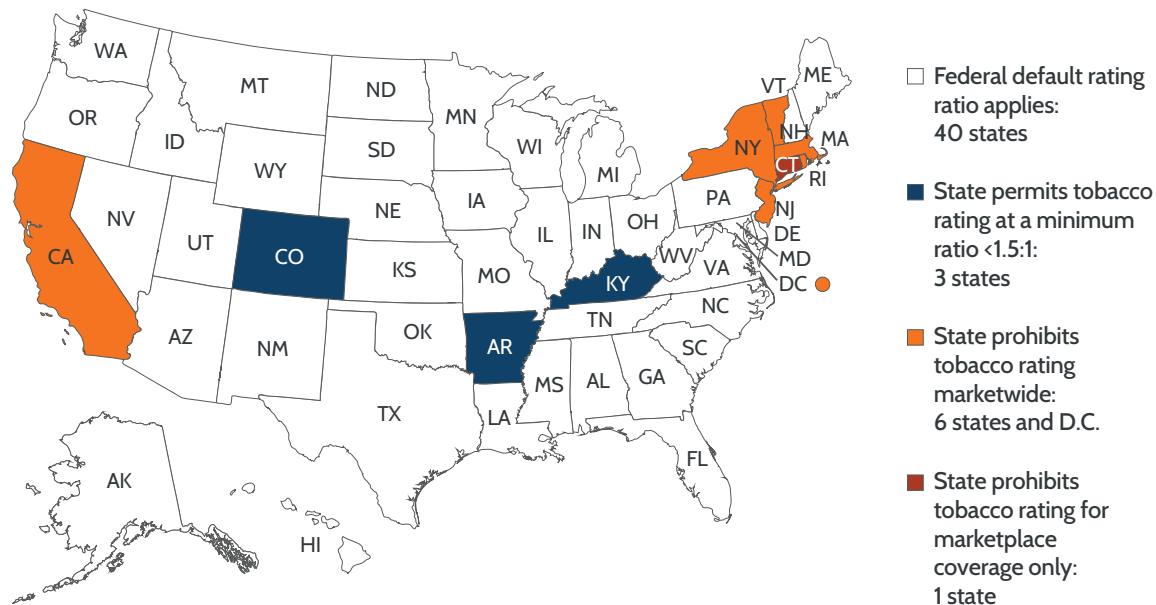 WA
OR
CA
ID
NV
MT
WY
UT
AZ
CO
NM
ND
SD
NE
KS
OK
TX
MN
IA
MO
AR
LA
WI
IL
MI
IN
OH
KY
TN
MS
AL
GA
FL
SC
NC
VA
WV
PA
NY
VT
NH
ME
MA
CT
RI
NJ
DE
MD
DC
AK
HI
Federal default rating
ratio applies:
40 states
State permits tobacco
rating at a minimum
ratio <1.5:1:
3 states
State prohibits
tobacco rating
marketwide:
6 states and D.C.
State prohibits
tobacco rating for
marketplace
coverage only:
1 state